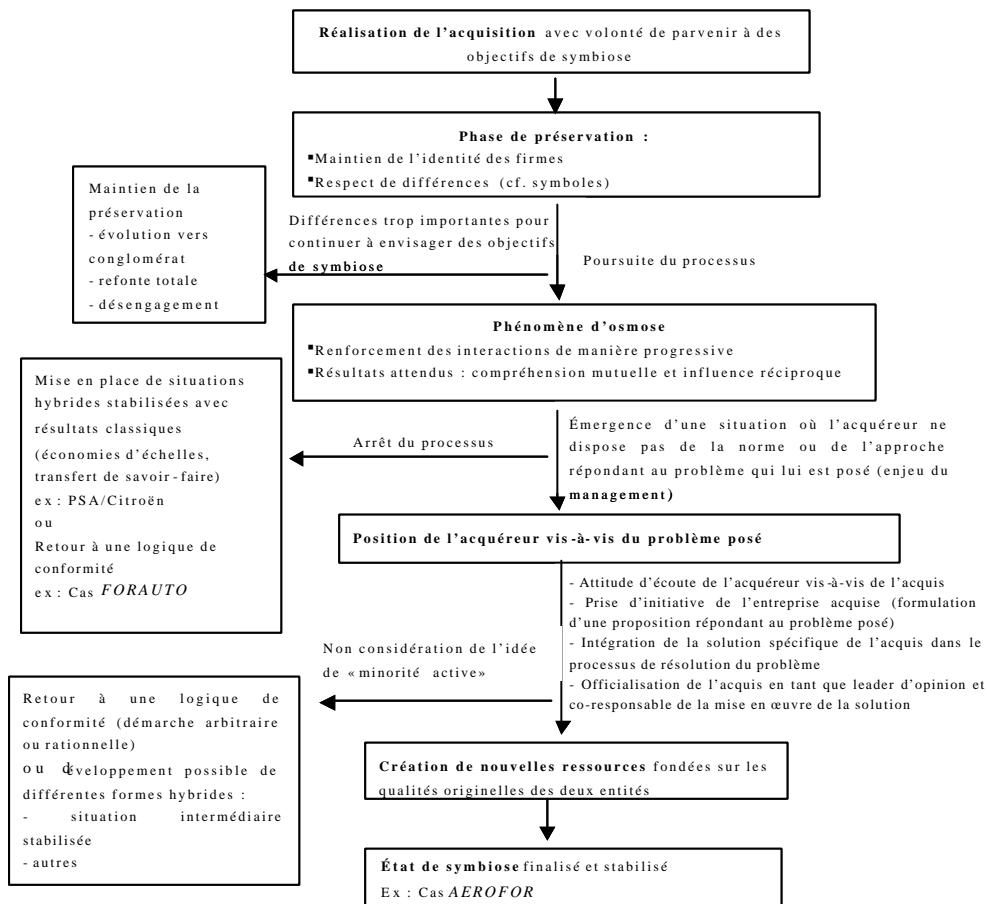 Réalisation de l'acquisition avec volonté de parvenir à des
objectifs de symbiose
Phase de préservation :
▪Maintien de l'identité des firmes
▪Respect de différences (cf. symboles)
Maintien de la
préservation
- évolution vers
conglomérat
- refonte totale
- désengagement
Différences trop importantes pour
continuer à envisager des objectifs
de symbiose
Poursuite du processus
Phénomène d'osmose
▪Renforcement des interactions de manière progressive
▪Résultats attendus : compréhension mutuelle et influence réciproque
Mise en place de situations
hybrides stabilisées avec
résultats classiques
(économies d'échelles,
transfert de savoir-faire)
ex : PSA/Citroën
ou
Retour à une logique de
conformité
ex : Cas FORAUTO
Arrêt du processus
Émergence d'une situation où l'acquéreur ne
dispose pas de la norme ou de l'approche
répondant au problème qui lui est posé (enjeu du
management)
Position de l'acquéreur vis-à-vis du problème posé
- Attitude d'écoute de l'acquéreur vis-à-vis de l'acquis
- Prise d'initiative de l'entreprise acquise (formulation
d'une proposition répondant au problème posé)
- Intégration de la solution spécifique de l'acquis dans le
processus de résolution du problème
- Officialisation de l'acquis en tant que leader d'opinion et
co-responsable de la mise en œuvre de la solution
Non considération de l'idée
de « minorité active»
Retour à une logique de
conformité (démarche arbitraire
ou rationnelle)
ou développement possible de
différentes formes hybrides :
- situation intermédiaire
stabilisée
- autres
Création de nouvelles ressources fondées sur les
qualités originelles des deux entités
État de symbiose finalisé et stabilisé
Ex : Cas AEROFOR